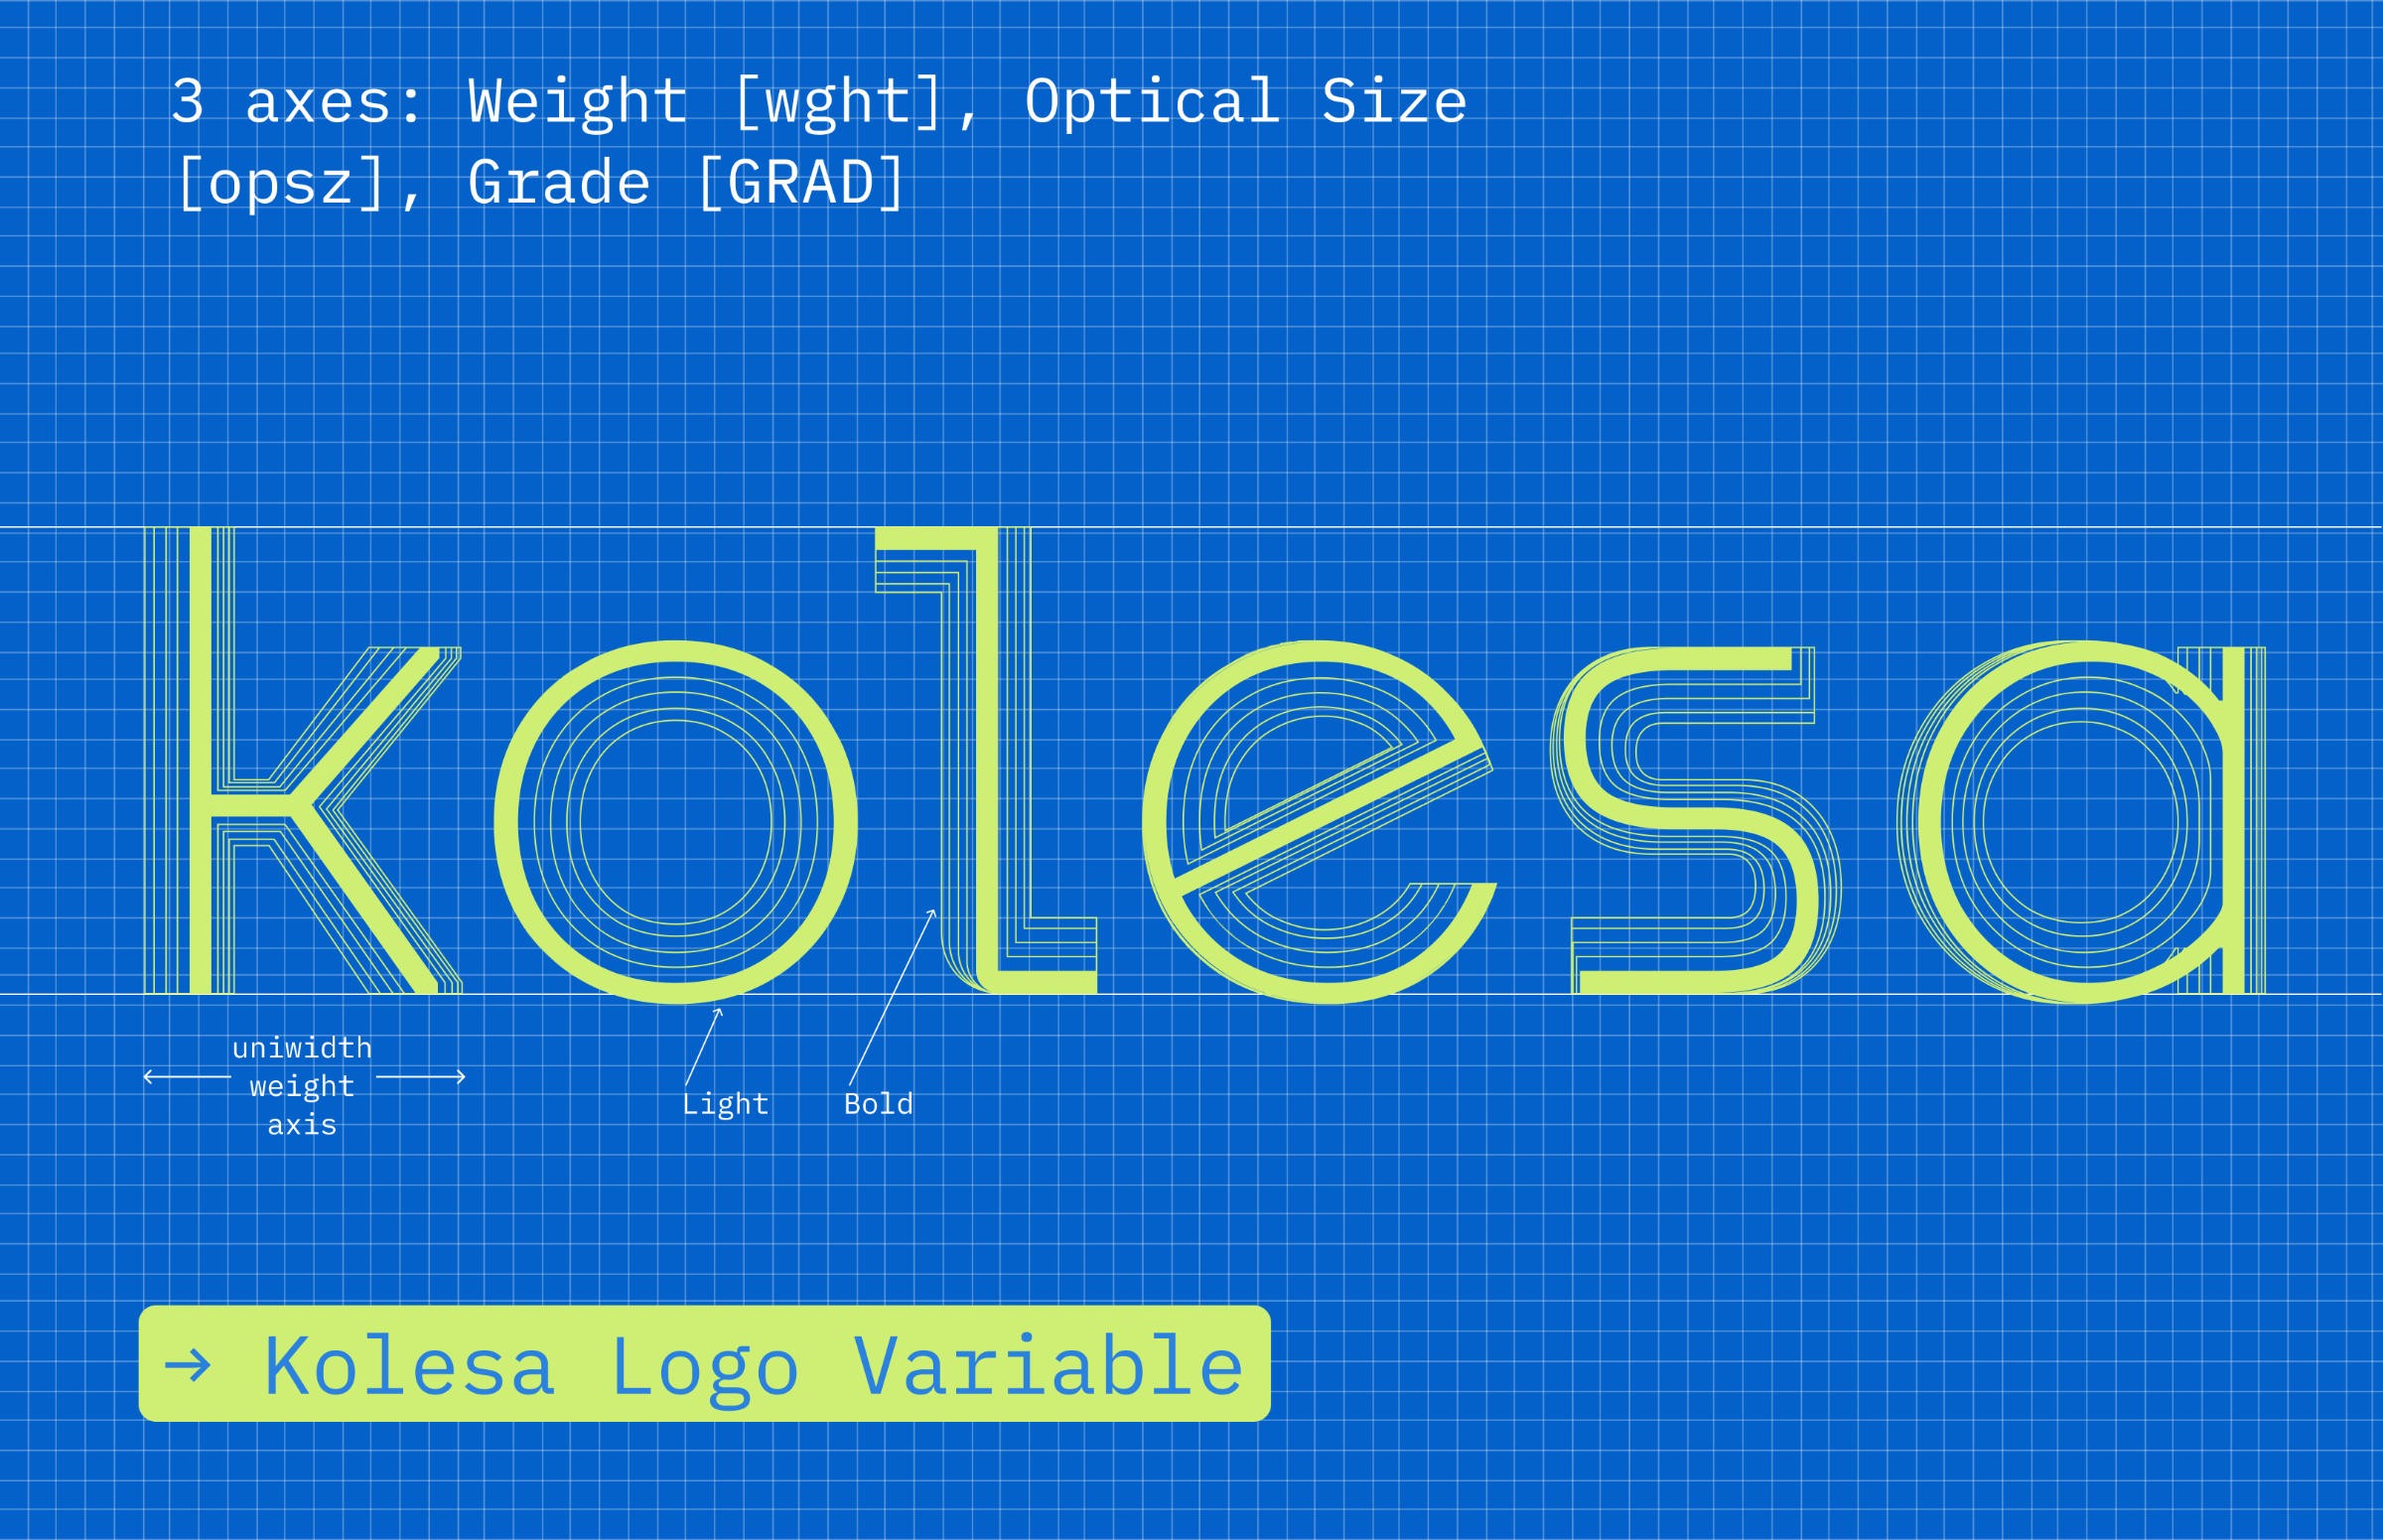 3 axes: Weight [wght], Optical Size
[opsz], Grade [GRAD]
kolesa
uniwidth
weight
axis
Light
Bold
→ Kolesa Logo Variable